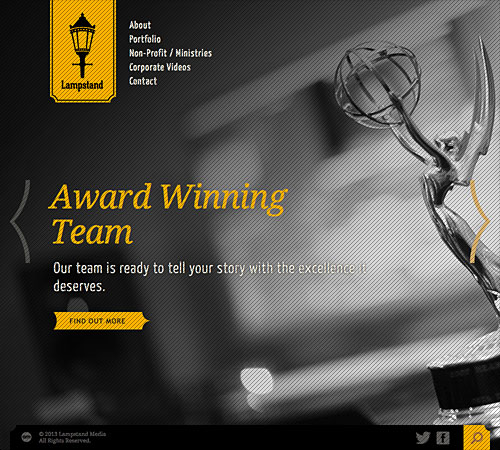 Lampstand
About
Portfolio
Non-Profit / Ministries
Corporate Videos
Contact
Award Winning
Team
Our team is ready to tell your story with the excellence it
deserves.
FIND OUT MORE
© 2013 Lampstand Media
All Rights Reserved.